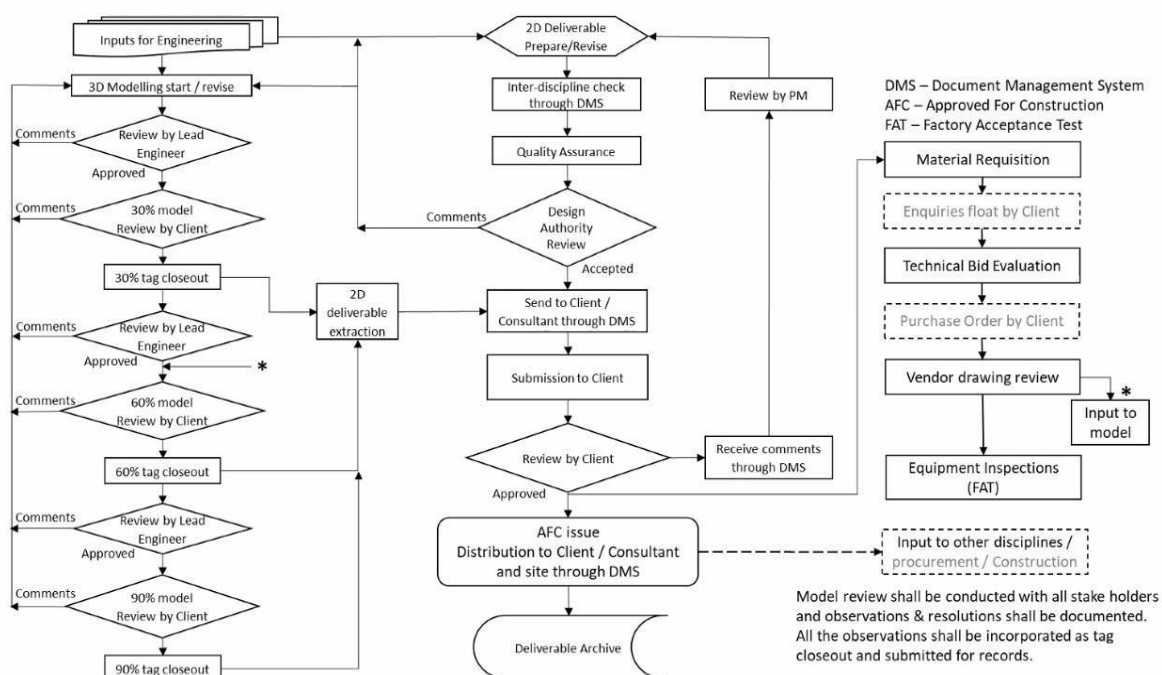 Inputs for Engineering
3D Modelling start / revise
Comments
Review by Lead
Engineer
Approved
Comments
30% model
Review by Client
30% tag closeout
Comments
Review by Lead
Engineer
Approved
*
Comments
60% model
Review by Client
60% tag closeout
Comments
Review by Lead
Engineer
Approved
Comments
90% model
Review by Client
90% tag closeout
2D
deliverable
extraction
2D Deliverable
Prepare/Revise
Inter-discipline check
through DMS
Quality Assurance
Comments
Design
Authority
Review
Accepted
Send to Client /
Consultant through DMS
Submission to Client
Review by Client
Approved
AFC issue
Distribution to Client / Consultant
and site through DMS
Deliverable Archive
Review by PM
Receive comments
through DMS
DMS – Document Management System
AFC – Approved For Construction
FAT – Factory Acceptance Test
Material Requisition
Enquiries float by Client
Technical Bid Evaluation
Purchase Order by Client
Vendor drawing review
*
Input to
model
Equipment Inspections
(FAT)
Input to other disciplines /
procurement / Construction
Model review shall be conducted with all stake holders
and observations & resolutions shall be documented.
All the observations shall be incorporated as tag
closeout and submitted for records.